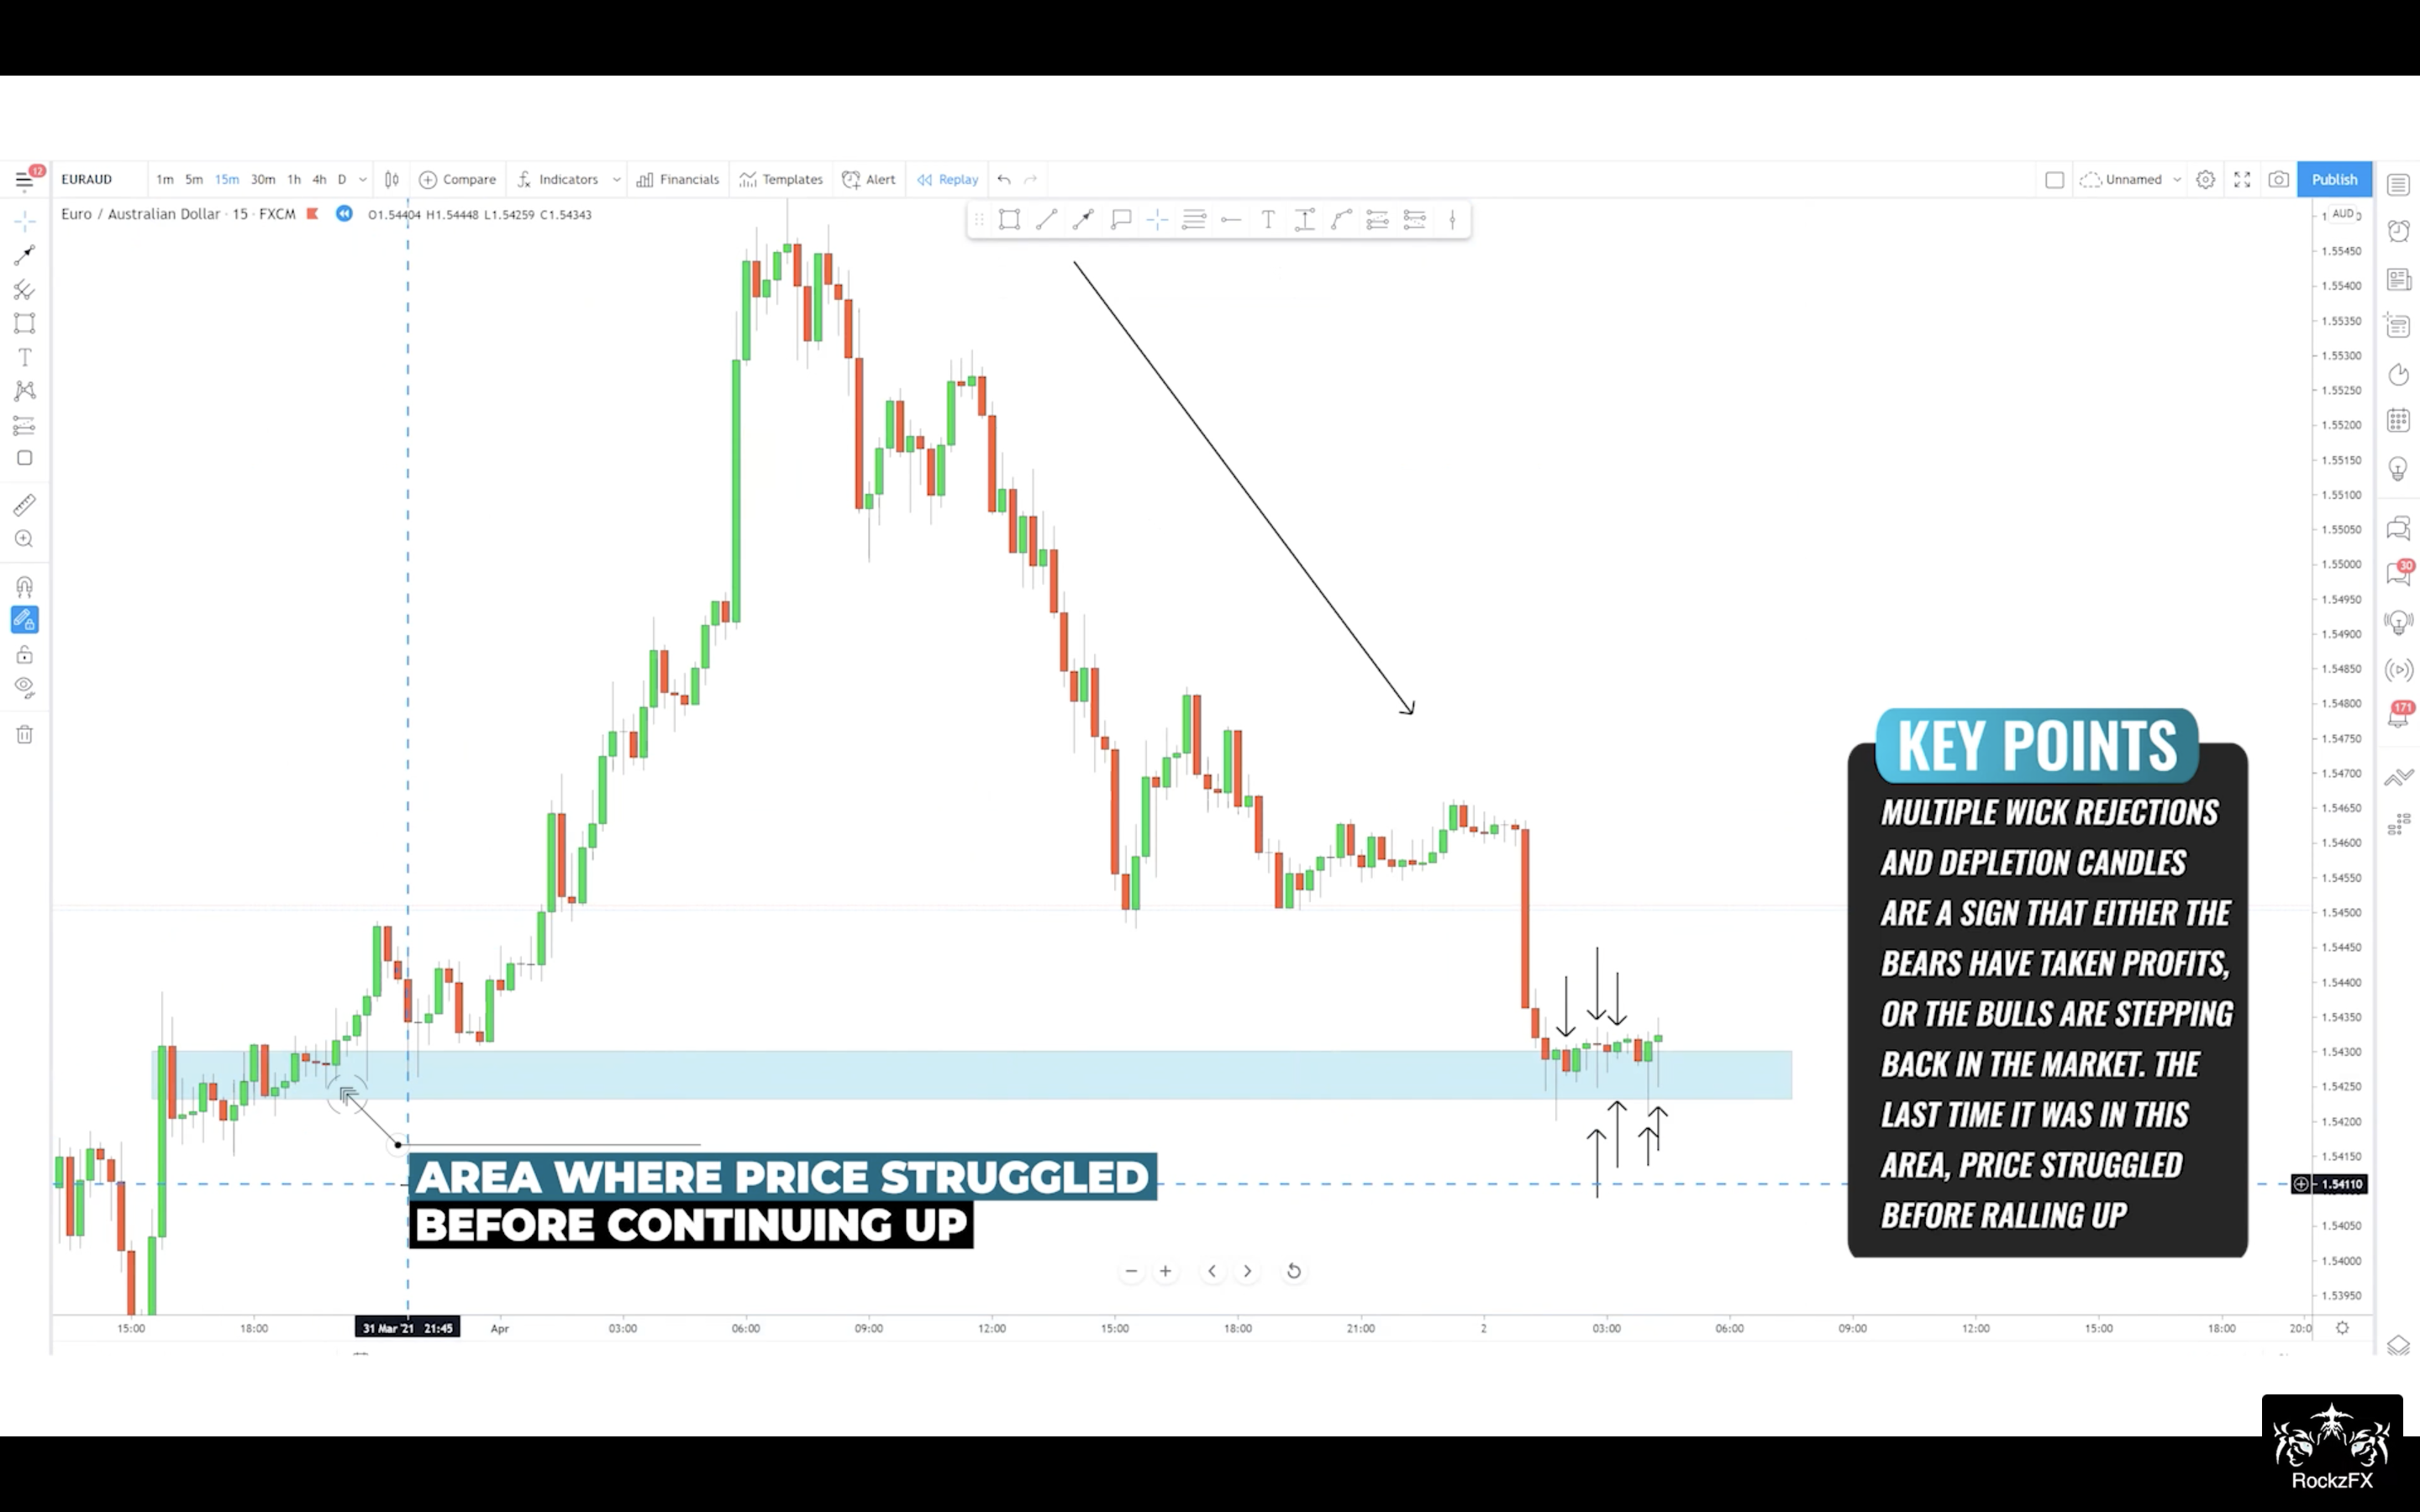 12
EURAUD
1m 5m 15m 30m 1h 4h D
Compare
Indicators
Financials
Templates
Alert
Replay
Unnamed
Publish
Euro / Australian Dollar · 15 · FXCM
O1.54404 H1.54448 L1.54259 C1.54343
AUD
1.55450
1.55400
1.55350
1.55300
1.55250
1.55200
1.55150
1.55100
1.55050
1.55000
1.54950
1.54900
1.54850
1.54800
1.54750
1.54700
1.54650
1.54600
1.54550
1.54500
1.54450
1.54400
1.54350
1.54300
1.54250
1.54200
1.54150
1.54110
1.54050
1.54000
1.53950
30
171
KEY POINTS
MULTIPLE WICK REJECTIONS
AND DEPLETION CANDLES
ARE A SIGN THAT EITHER THE
BEARS HAVE TAKEN PROFITS,
OR THE BULLS ARE STEPPING
BACK IN THE MARKET. THE
LAST TIME IT WAS IN THIS
AREA, PRICE STRUGGLED
BEFORE RALLING UP
AREA WHERE PRICE STRUGGLED
BEFORE CONTINUING UP
15:00 18:00 31 Mar '21 21:45 Apr 03:00 06:00 09:00 12:00 15:00 18:00 21:00 2 03:00 06:00 09:00 12:00 15:00 18:00
RockzFX